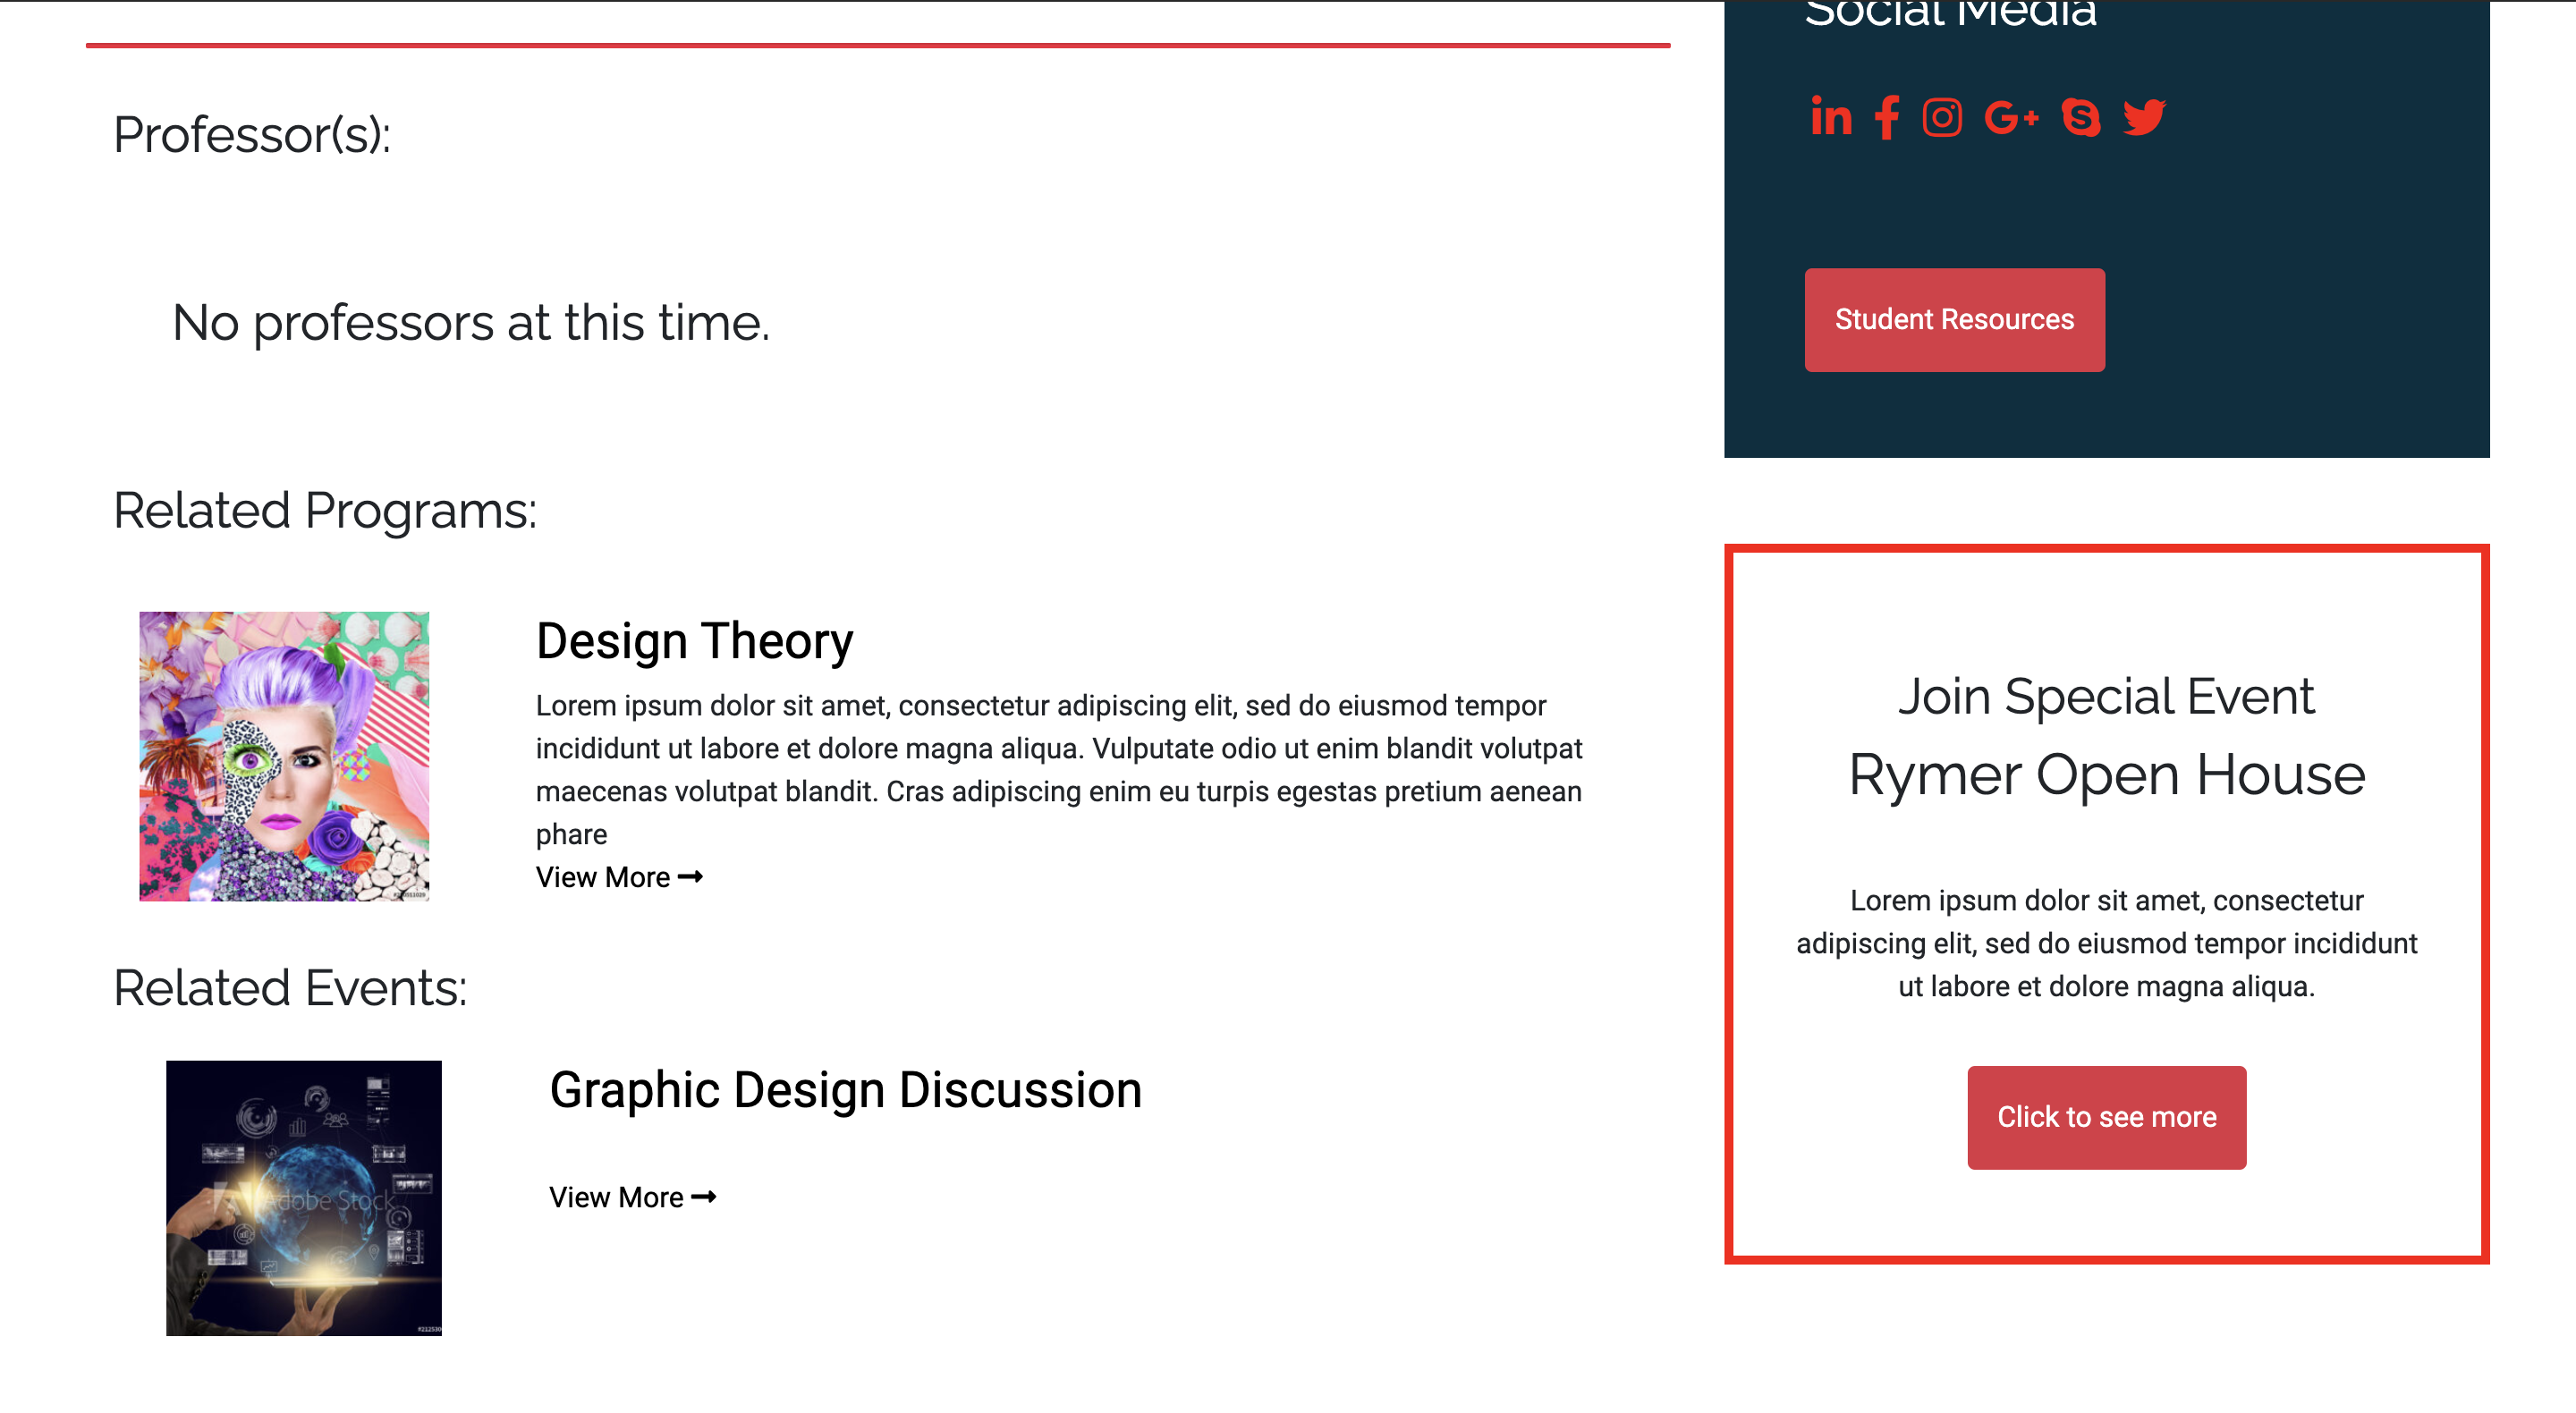 Social Media
Professor(s):
No professors at this time.
Student Resources
Related Programs:
Design Theory
Lorem ipsum dolor sit amet, consectetur adipiscing elit, sed do eiusmod tempor
incididunt ut labore et dolore magna aliqua. Vulputate odio ut enim blandit volutpat
maecenas volutpat blandit. Cras adipiscing enim eu turpis egestas pretium aenean
phare
View More
Related Events:
Graphic Design Discussion
View More
Adobe Stock
Join Special Event
Rymer Open House
Lorem ipsum dolor sit amet, consectetur
adipiscing elit, sed do eiusmod tempor incididunt
ut labore et dolore magna aliqua.
Click to see more